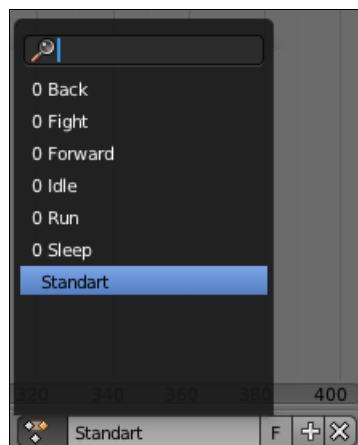 0 Back
0 Fight
0 Forward
0 Idle
0 Run
0 Sleep
Standart
320 340 360 380 400
Standart F